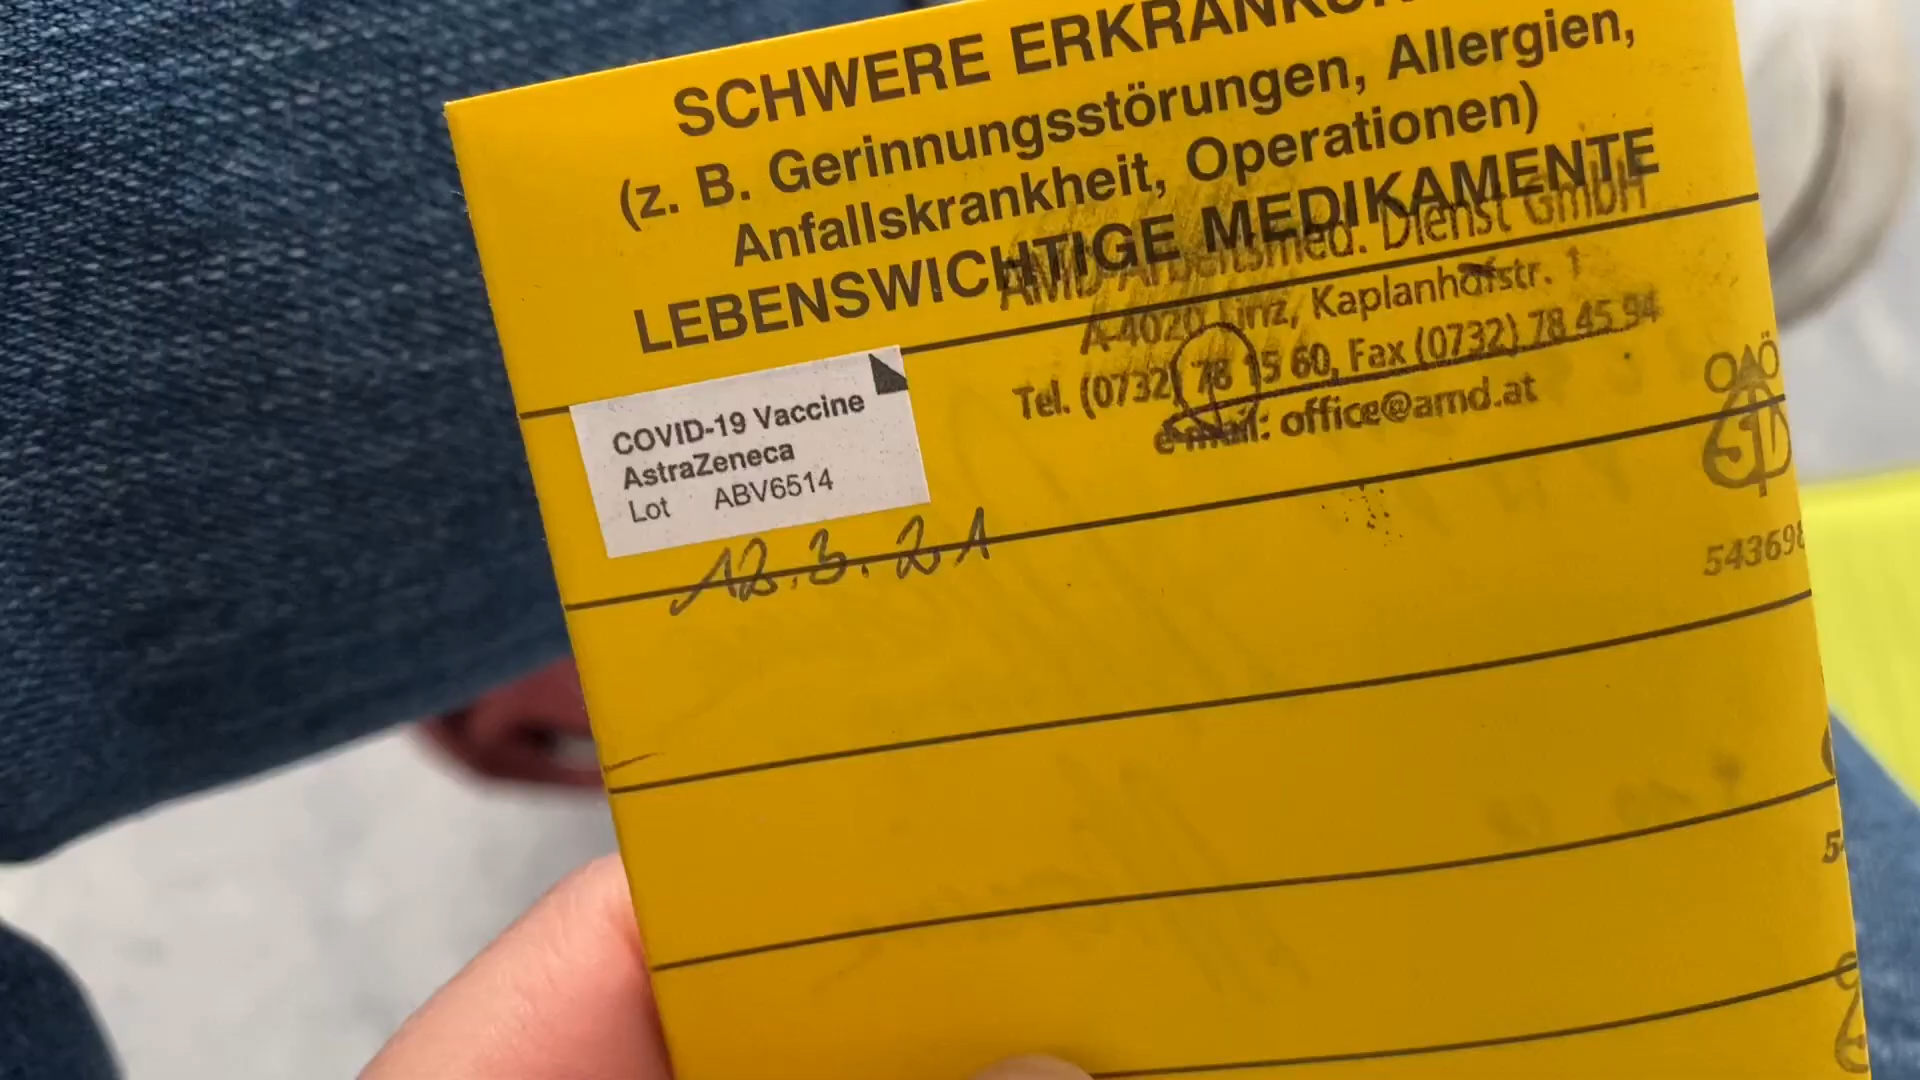 SCHWERE
(z. B. Gerinnungsstörungen, Allergien,
Anfallskrankheit, Operationen)
LEBENSWICHTIGE MEDIKAMENTE
AMD Arbeitsmed. Dienst GmbH
A-4020 Linz, Kaplanhofstr. 1
Tel. (0732) 78 15 60, Fax (0732) 78 45 94
e-mail: office@amd.at
COVID-19 Vaccine
AstraZeneca
Lot ABV6514
12.3.21
OAÖ
543698